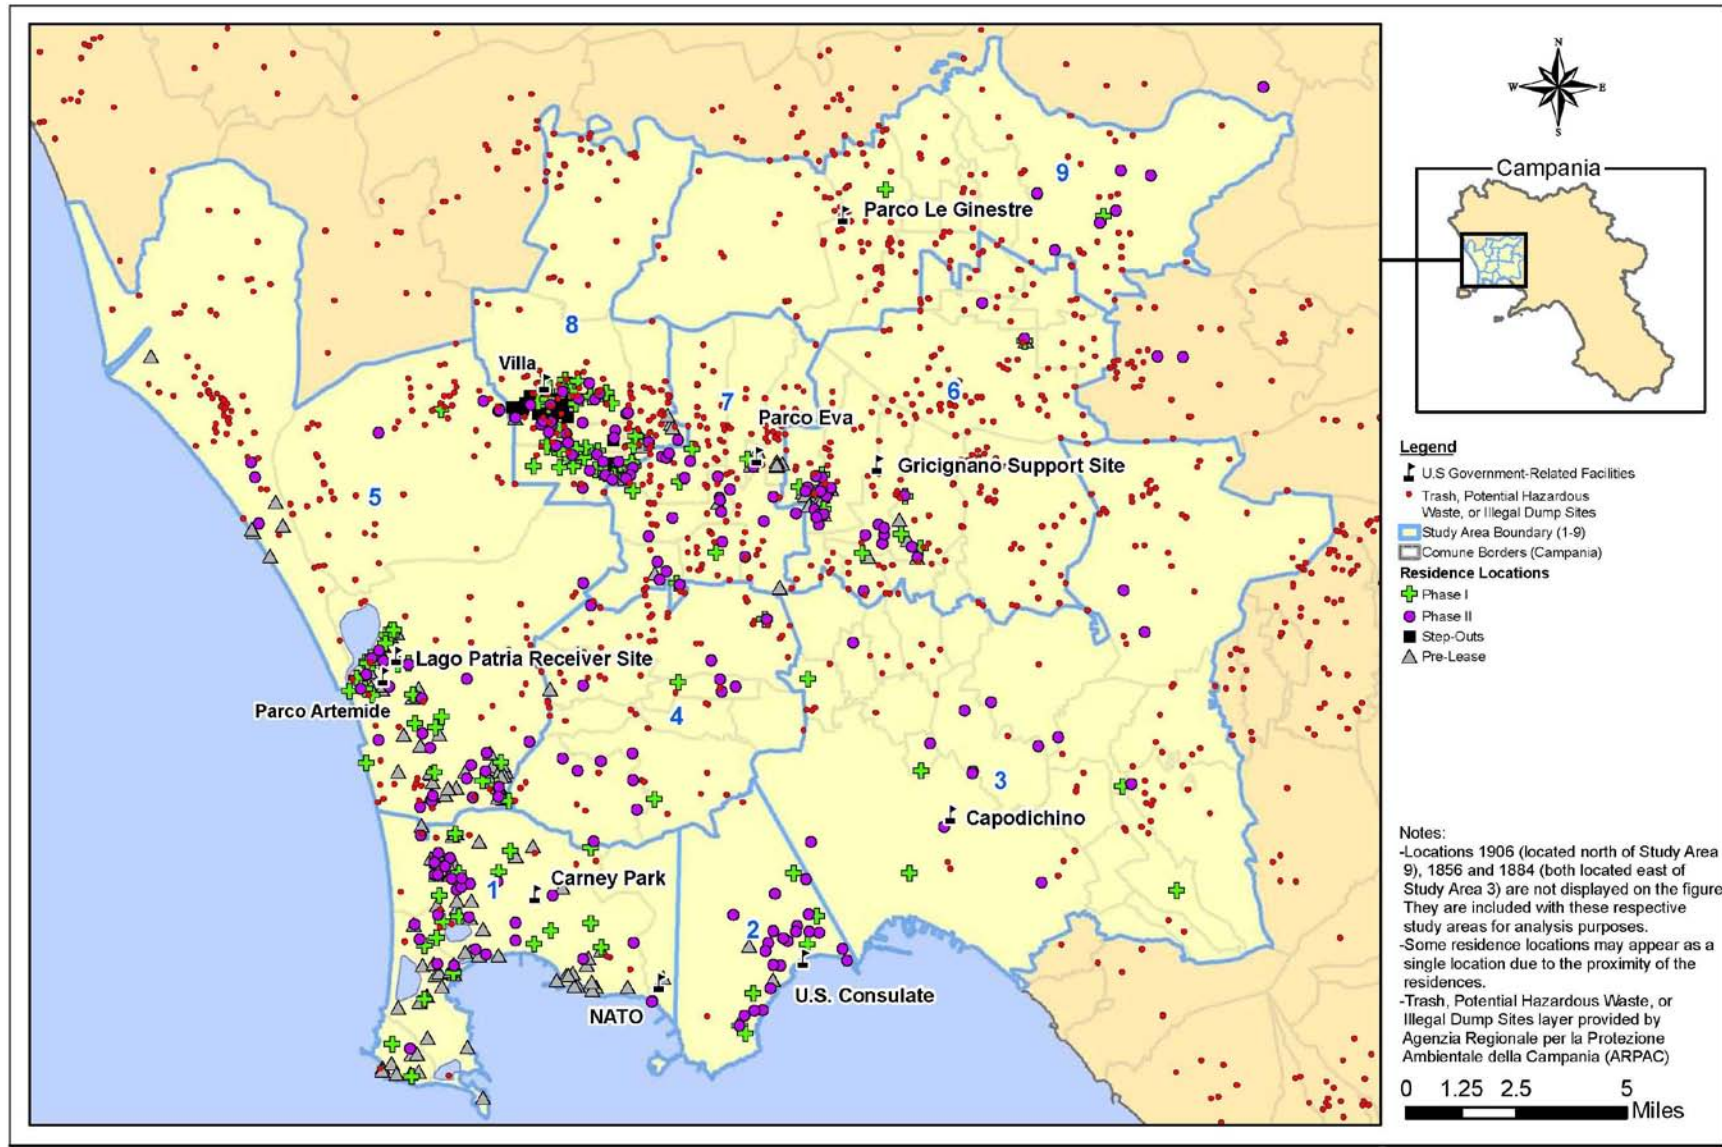 N
W
E
S
Campania
9
Parco Le Ginestre
8
Villa
7
6
Parco Eva
Gricignano Support Site
5
Lago Patria Receiver Site
Parco Artemide
4
3
Capodichino
Carney Park
1
2
U.S. Consulate
NATO
Legend
U.S Government-Related Facilities
Trash, Potential Hazardous
Waste, or Illegal Dump Sites
Study Area Boundary (1-9)
Comune Borders (Campania)
Residence Locations
Phase I
Phase II
Step-Outs
Pre-Lease
Notes:
-Locations 1906 (located north of Study Area
9), 1856 and 1884 (both located east of
Study Area 3) are not displayed on the figure
They are included with these respective
study areas for analysis purposes.
-Some residence locations may appear as a
single location due to the proximity of the
residences.
-Trash, Potential Hazardous Waste, or
Illegal Dump Sites layer provided by
Agenzia Regionale per la Protezione
Ambientale della Campania (ARPAC)
0 1.25 2.5 5
Miles